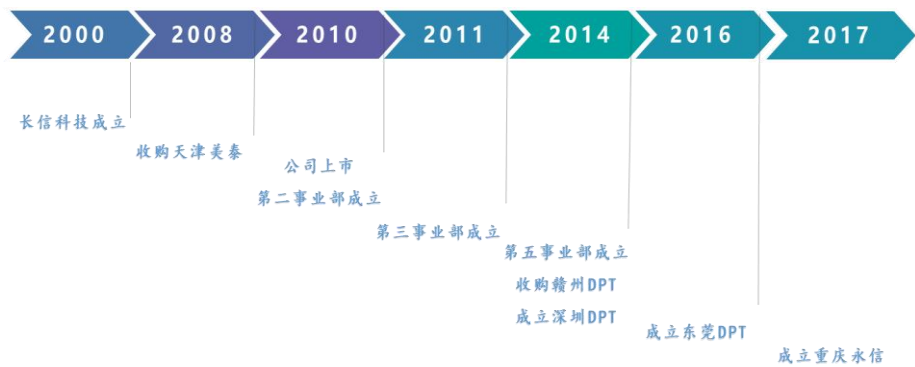 2000 2008 2010 2011 2014 2016 2017
长信科技成立
收购天津美泰
公司上市
第二事业部成立
第三事业部成立
第五事业部成立
收购赣州DPT
成立深圳DPT
成立东莞DPT
成立重庆永信